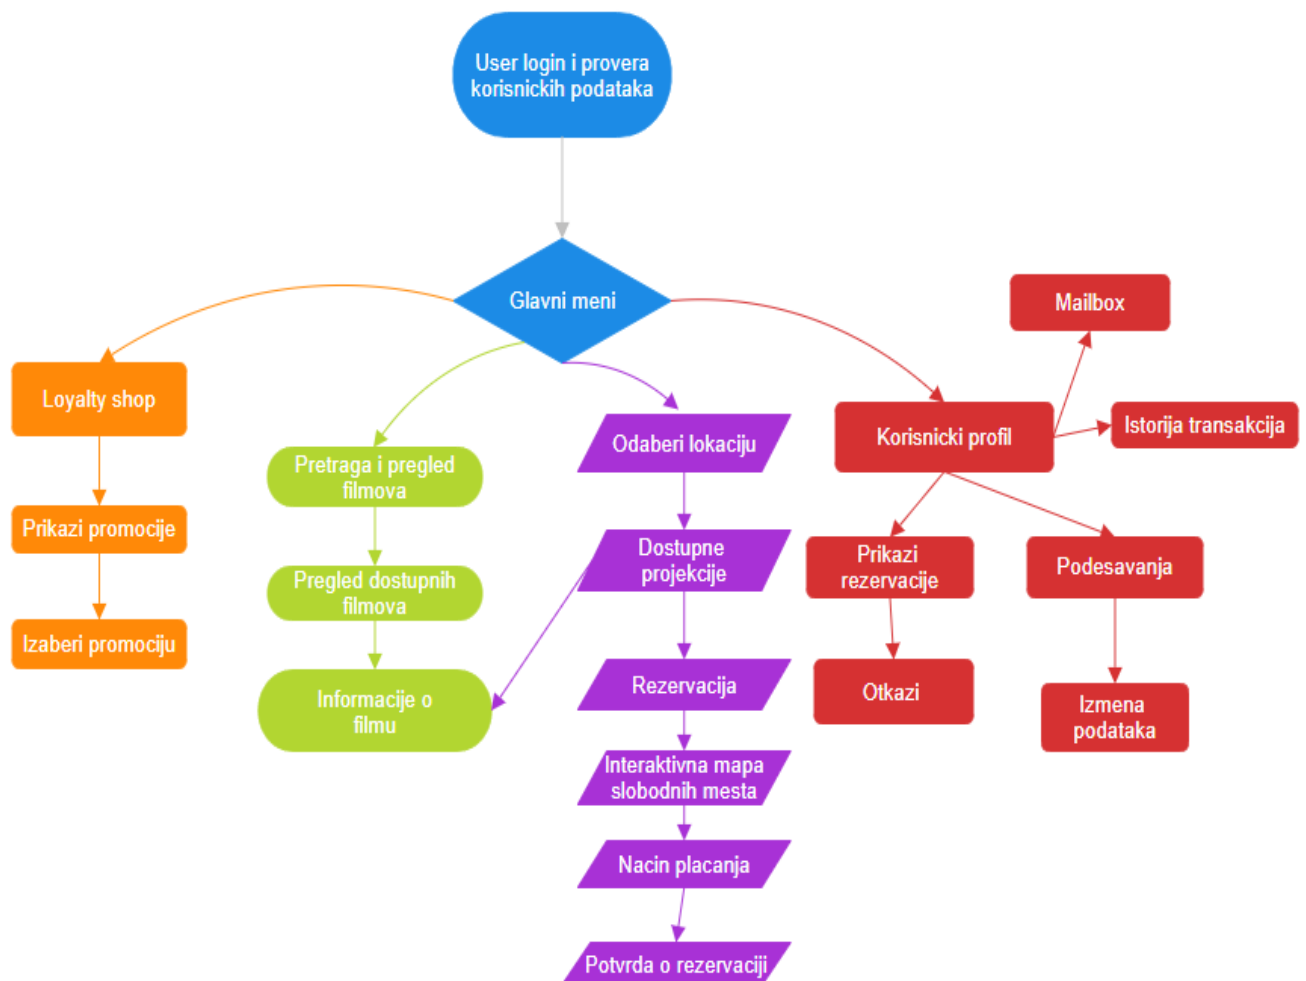 User login i provera
korisnickih podataka
Glavni meni
Loyalty shop
Prikazi promocije
Izaberi promociju
Pretraga i pregled
filmova
Pregled dostupnih
filmova
Informacije o
filmu
Odaberi lokaciju
Dostupne
projekcije
Rezervacija
Interaktivna mapa
slobodnih mesta
Nacin placanja
Potvrda o rezervaciji
Korisnicki profil
Mailbox
Istorija transakcija
Prikazi
rezervacije
Otkazi
Podesavanja
Izmena
podataka